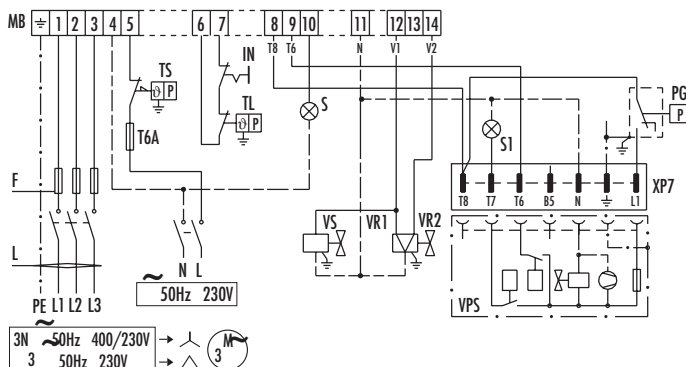 MB ⏚ 1 2 3 4 5 6 7 8 9 10 11 12 13 14
T8 T6 N V1 V2
TS IN
ϑ P
TL S PG
ϑ P P
T6A S1
F XP7
T8 T7 T6 B5 N ⏚ L1
VS VR1 VR2
L
N L
PE L1 L2 L3 ~ VPS
50Hz 230V
~
3N ~ 50Hz 400/230V → M ~
3 50Hz 230V → △ 3